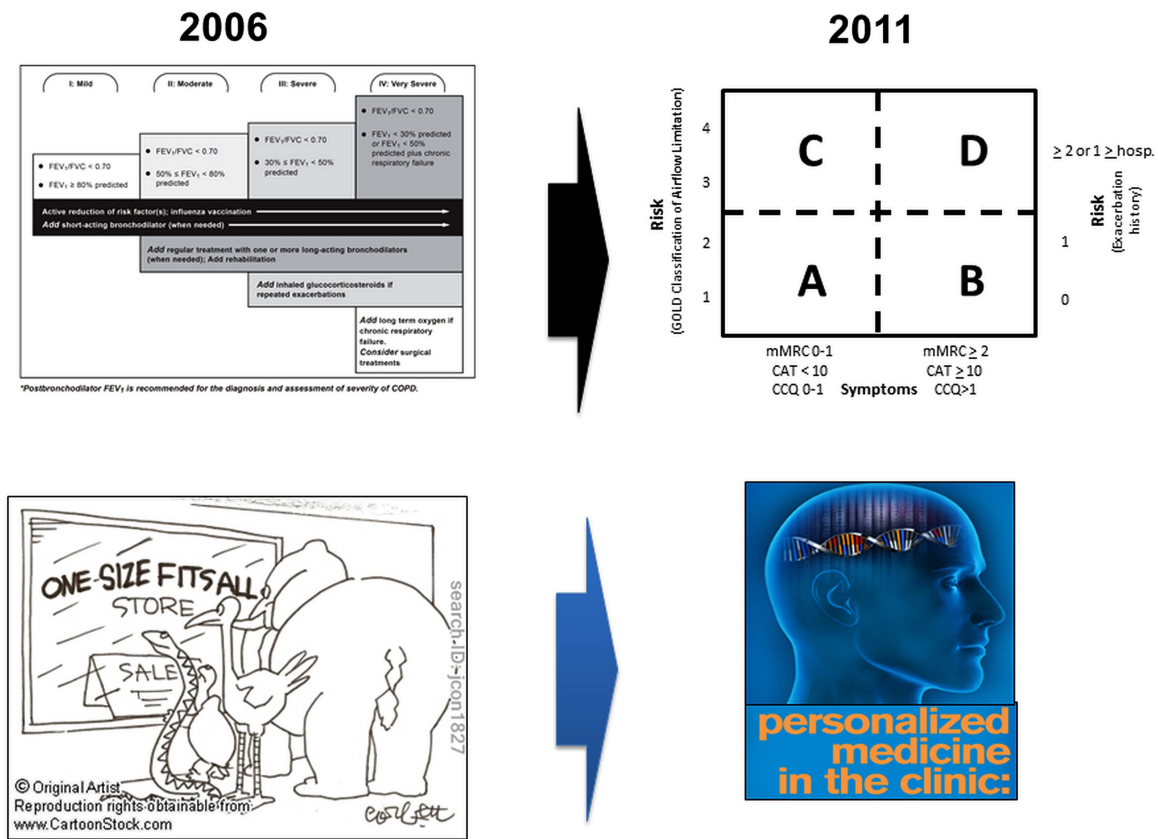 2006
I: Mild
II: Moderate
III: Severe
IV: Very Severe
• FEV₁/FVC < 0.70
• FEV₁ ≥ 80% predicted
• FEV₁/FVC < 0.70
• 50% ≤ FEV₁ < 80%
predicted
• FEV₁/FVC < 0.70
• 30% ≤ FEV₁ < 50%
predicted
• FEV₁/FVC < 0.70
• FEV₁ < 30% predicted
or FEV₁ < 50%
predicted plus chronic
respiratory failure
Active reduction of risk factor(s); influenza vaccination
Add short-acting bronchodilator (when needed)
Add regular treatment with one or more long-acting bronchodilators
(when needed); Add rehabilitation
Add inhaled glucocorticosteroids if
repeated exacerbations
Add long term oxygen if
chronic respiratory
failure.
Consider surgical
treatments
*Postbronchodilator FEV₁ is recommended for the diagnosis and assessment of severity of COPD.
2011
Risk
(GOLD Classification of Airflow Limitation)
4
3
2
1
C
D
A
B
≥ 2 or 1 ≥ hosp.
1
0
Risk
(Exacerbation
history)
mMRC 0-1
CAT < 10
CCQ 0-1
Symptoms
mMRC ≥ 2
CAT ≥ 10
CCQ>1
ONE-SIZE FITS ALL
STORE
SALE
search-ID: jcon1827
© Original Artist
Reproduction rights obtainable from
www.CartoonStock.com
personalized
medicine
in the clinic: